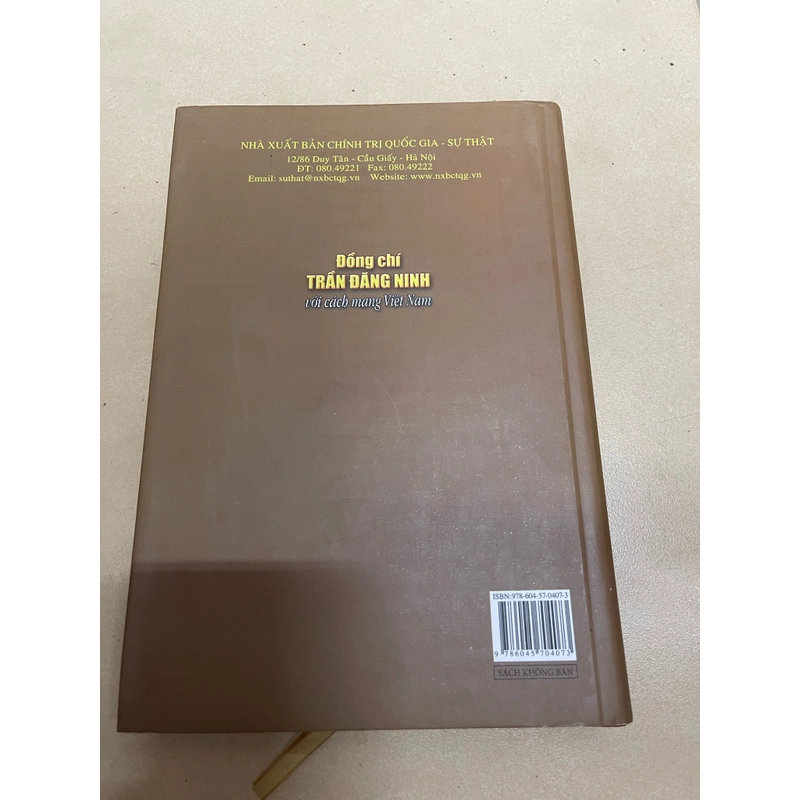 NHÀ XUẤT BẢN CHÍNH TRỊ QUỐC GIA - SỰ THẬT
12/86 Duy Tân - Cầu Giấy - Hà Nội
ĐT: 080.49221 Fax: 080.49222
Email: suthat@nxbctqg.vn Website: www.nxbctqg.vn
Đồng chí
TRẦN ĐĂNG NINH
với cách mạng Việt Nam
ISBN:978-604-57-0407-3
9 786045 704073
SÁCH KHÔNG BÁN